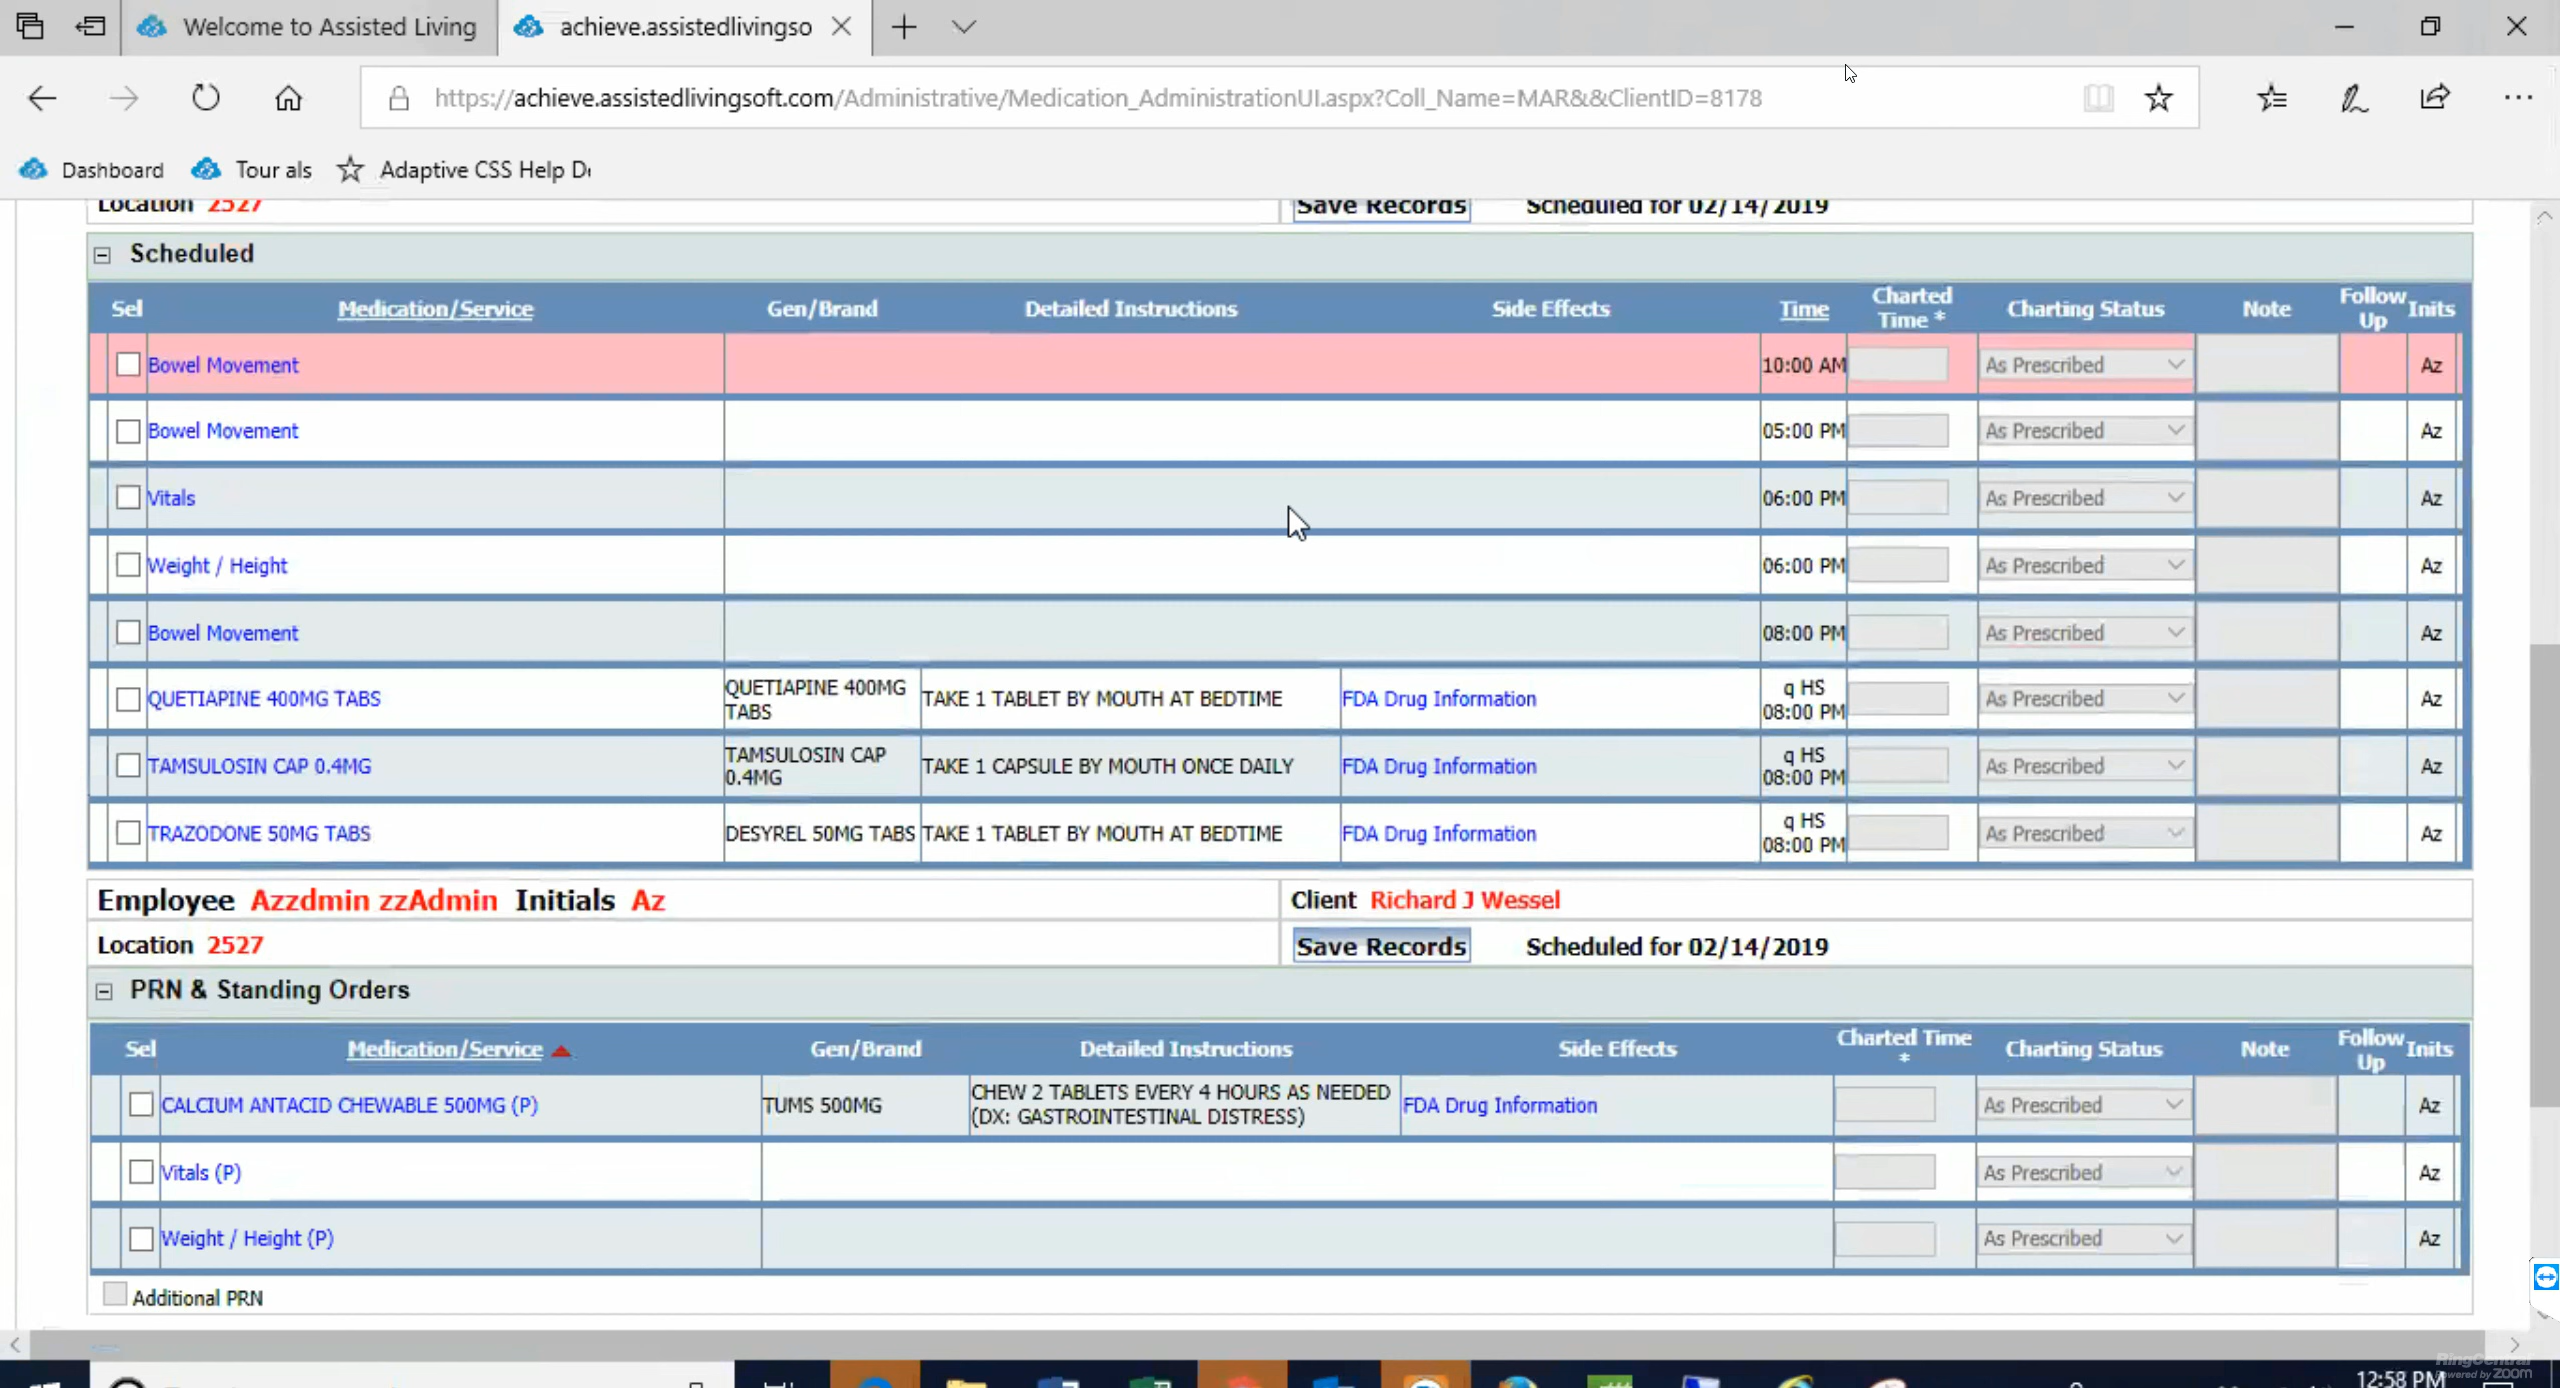 Welcome to Assisted Living
achieve.assistedlivingso
https://achieve.assistedlivingsoft.com/Administrative/Medication_AdministrationUI.aspx?Coll_Name=MAR&&ClientID=8178
Dashboard Tour als Adaptive CSS Help De
Location 2527 Save Records Scheduled for 02/14/2019
Scheduled
Sel Medication/Service Gen/Brand Detailed Instructions Side Effects Time Charted Time * Charting Status Note Follow Up Inits
Bowel Movement 10:00 AM As Prescribed Az
Bowel Movement 05:00 PM As Prescribed Az
Vitals 06:00 PM As Prescribed Az
Weight / Height 06:00 PM As Prescribed Az
Bowel Movement 08:00 PM As Prescribed Az
QUETIAPINE 400MG TABS QUETIAPINE 400MG TABS TAKE 1 TABLET BY MOUTH AT BEDTIME FDA Drug Information q HS 08:00 PM As Prescribed Az
TAMSULOSIN CAP 0.4MG TAMSULOSIN CAP 0.4MG TAKE 1 CAPSULE BY MOUTH ONCE DAILY FDA Drug Information q HS 08:00 PM As Prescribed Az
TRAZODONE 50MG TABS DESYREL 50MG TABS TAKE 1 TABLET BY MOUTH AT BEDTIME FDA Drug Information q HS 08:00 PM As Prescribed Az
Employee Azzdmin zzAdmin Initials Az Client Richard J Wessel
Location 2527 Save Records Scheduled for 02/14/2019
PRN & Standing Orders
Sel Medication/Service Gen/Brand Detailed Instructions Side Effects Charted Time * Charting Status Note Follow Up Inits
CALCIUM ANTACID CHEWABLE 500MG (P) TUMS 500MG CHEW 2 TABLETS EVERY 4 HOURS AS NEEDED (DX: GASTROINTESTINAL DISTRESS) FDA Drug Information As Prescribed Az
Vitals (P) As Prescribed Az
Weight / Height (P) As Prescribed Az
Additional PRN
RingCentral
Powered by ZOOM
12:58 PM